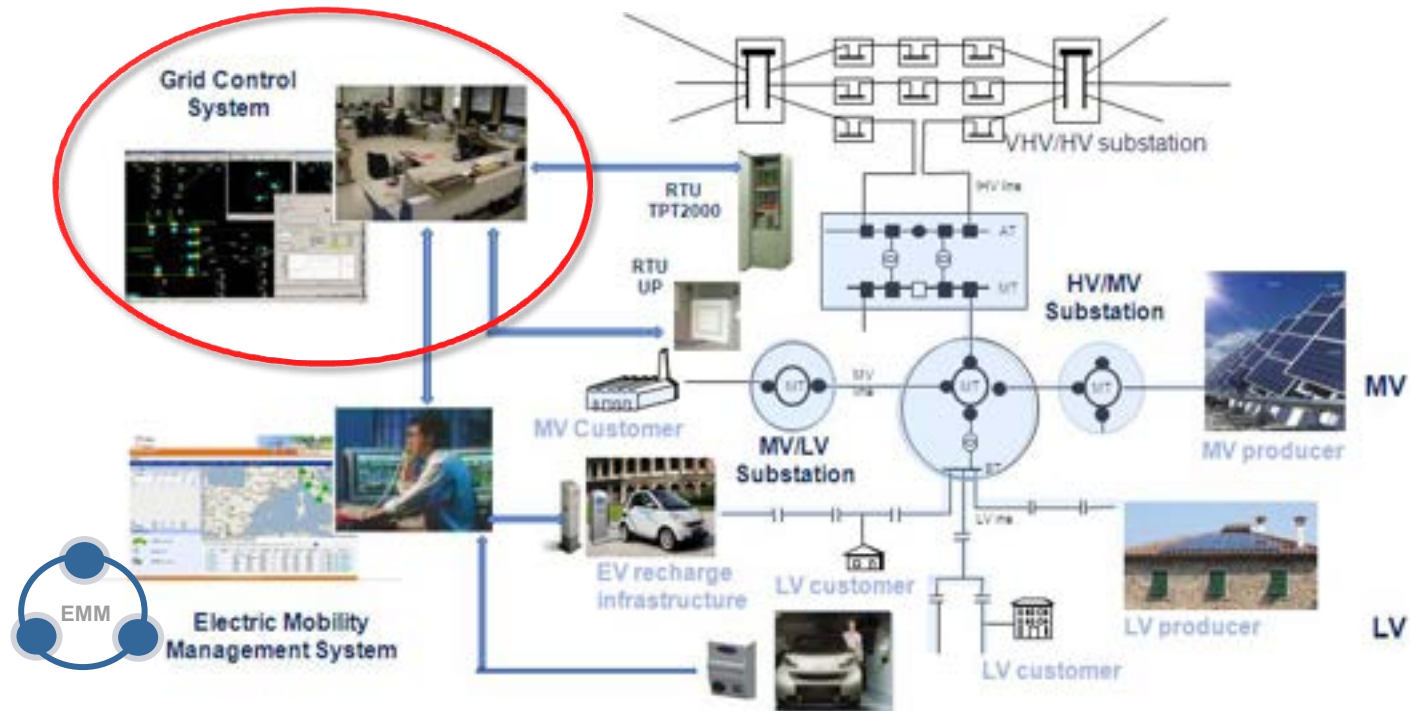 Grid Control
System
VHV/HV substation
RTU
TPT2000
HV line
AT
RTU
UP
MT
HV/MV
Substation
MT
MV
line
MT
MT
MV
MV Customer
MV/LV
Substation
MV producer
BT
LV line
EV recharge
infrastructure
LV customer
EMM
Electric Mobility
Management System
LV producer
LV
LV customer